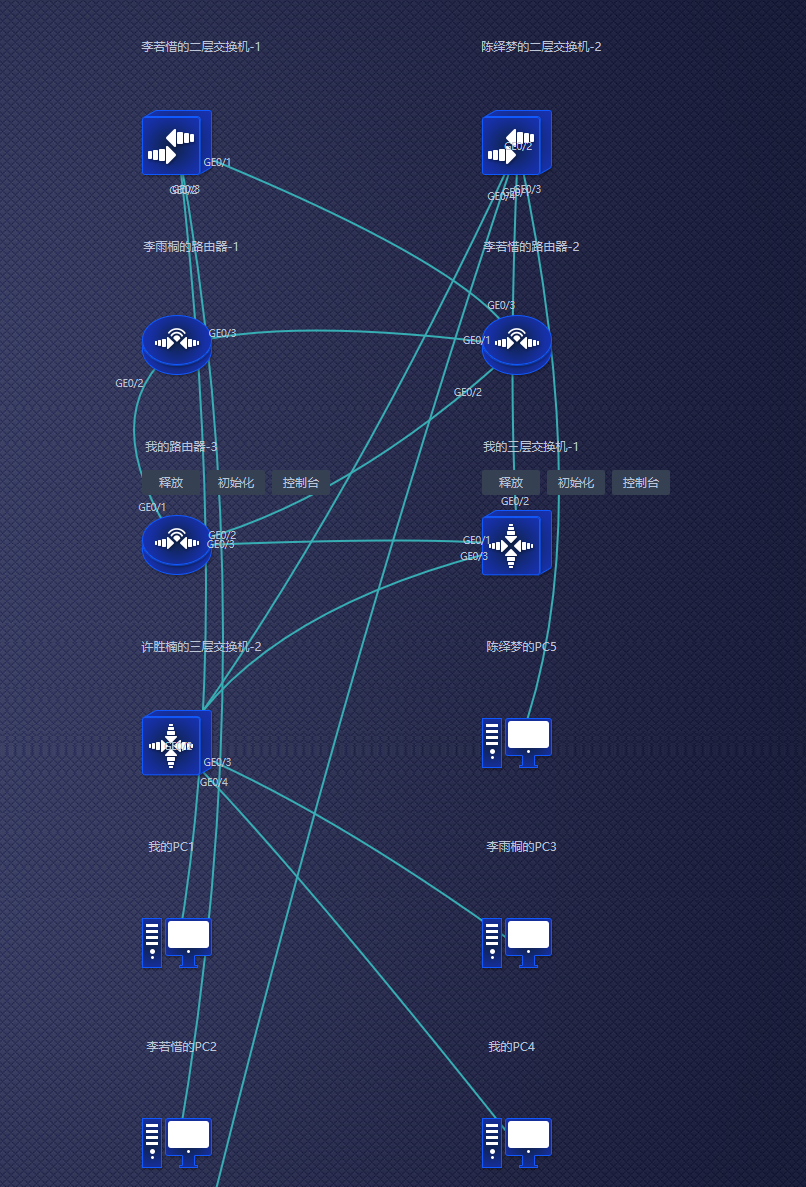 李若惜的二层交换机-1
陈绎梦的二层交换机-2
GE0/2
GE0/1
GE0/3
GE0/4
GE0/3
李雨桐的路由器-1
李若惜的路由器-2
GE0/3
GE0/3
GE0/1
GE0/2
GE0/2
我的路由器-3
我的三层交换机-1
释放
初始化
控制台
释放
初始化
控制台
GE0/1
GE0/2
GE0/2
GE0/3
GE0/1
GE0/3
许胜楠的三层交换机-2
陈绎梦的PC5
GE0/3
GE0/4
我的PC1
李雨桐的PC3
李若惜的PC2
我的PC4